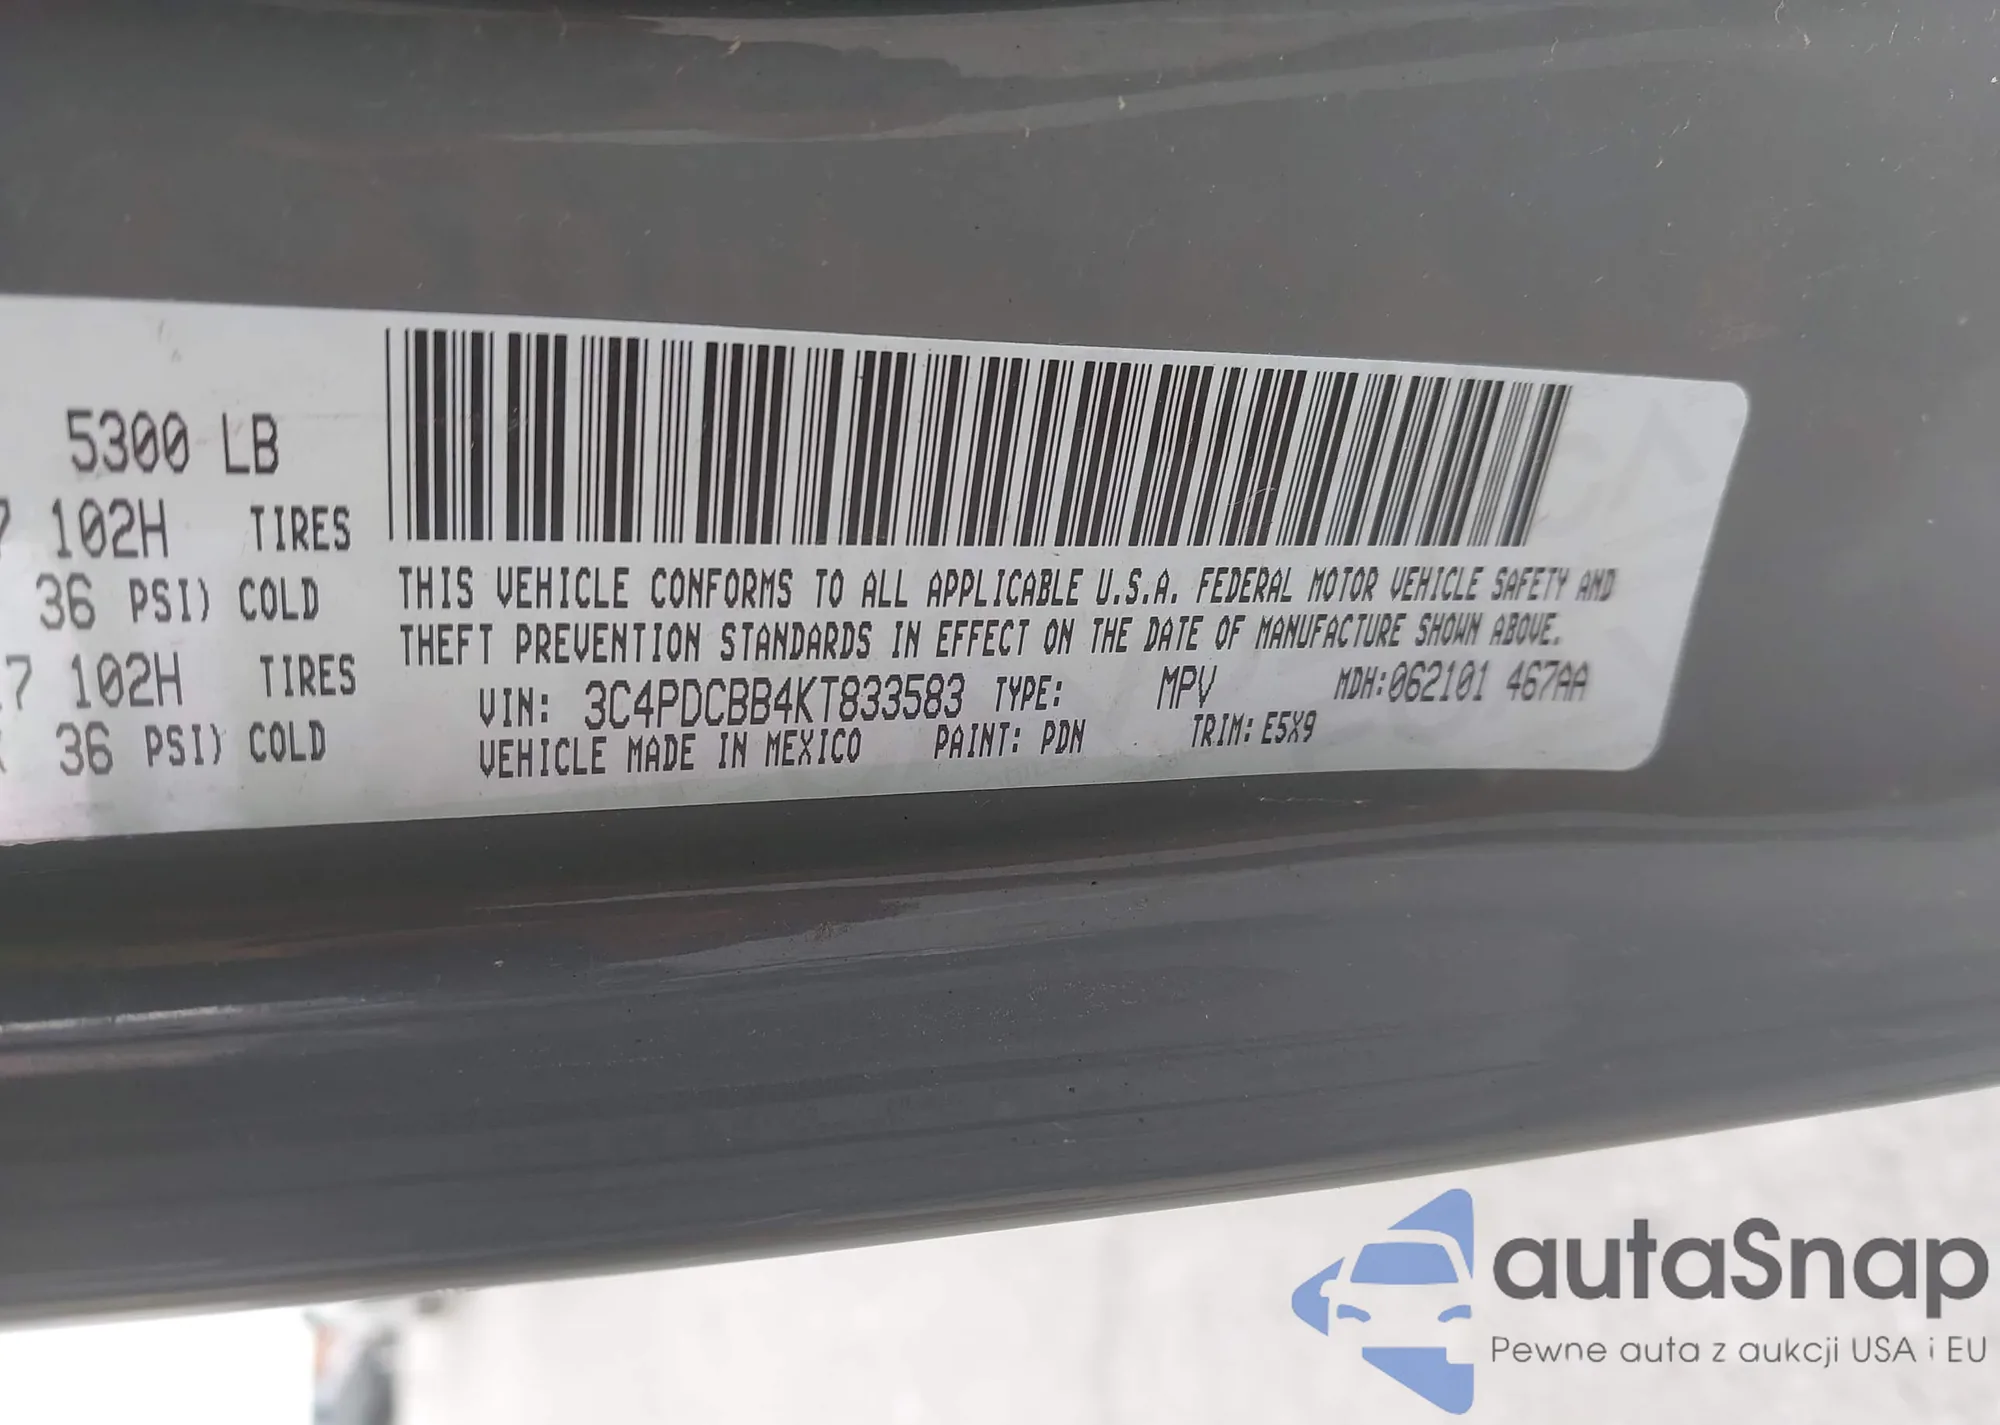 5300 LB
7 102H TIRES
36 PSI) COLD
17 102H TIRES
36 PSI) COLD
THIS VEHICLE CONFORMS TO ALL APPLICABLE U.S.A. FEDERAL MOTOR VEHICLE SAFETY AND
THEFT PREVENTION STANDARDS IN EFFECT ON THE DATE OF MANUFACTURE SHOWN ABOVE.
VIN: 3C4PDCBB4KT833583 TYPE: MPV MDH:062101 467AA
VEHICLE MADE IN MEXICO PAINT: PDN TRIM: E5X9
autaSnap
Pewne auta z aukcji USA i EU